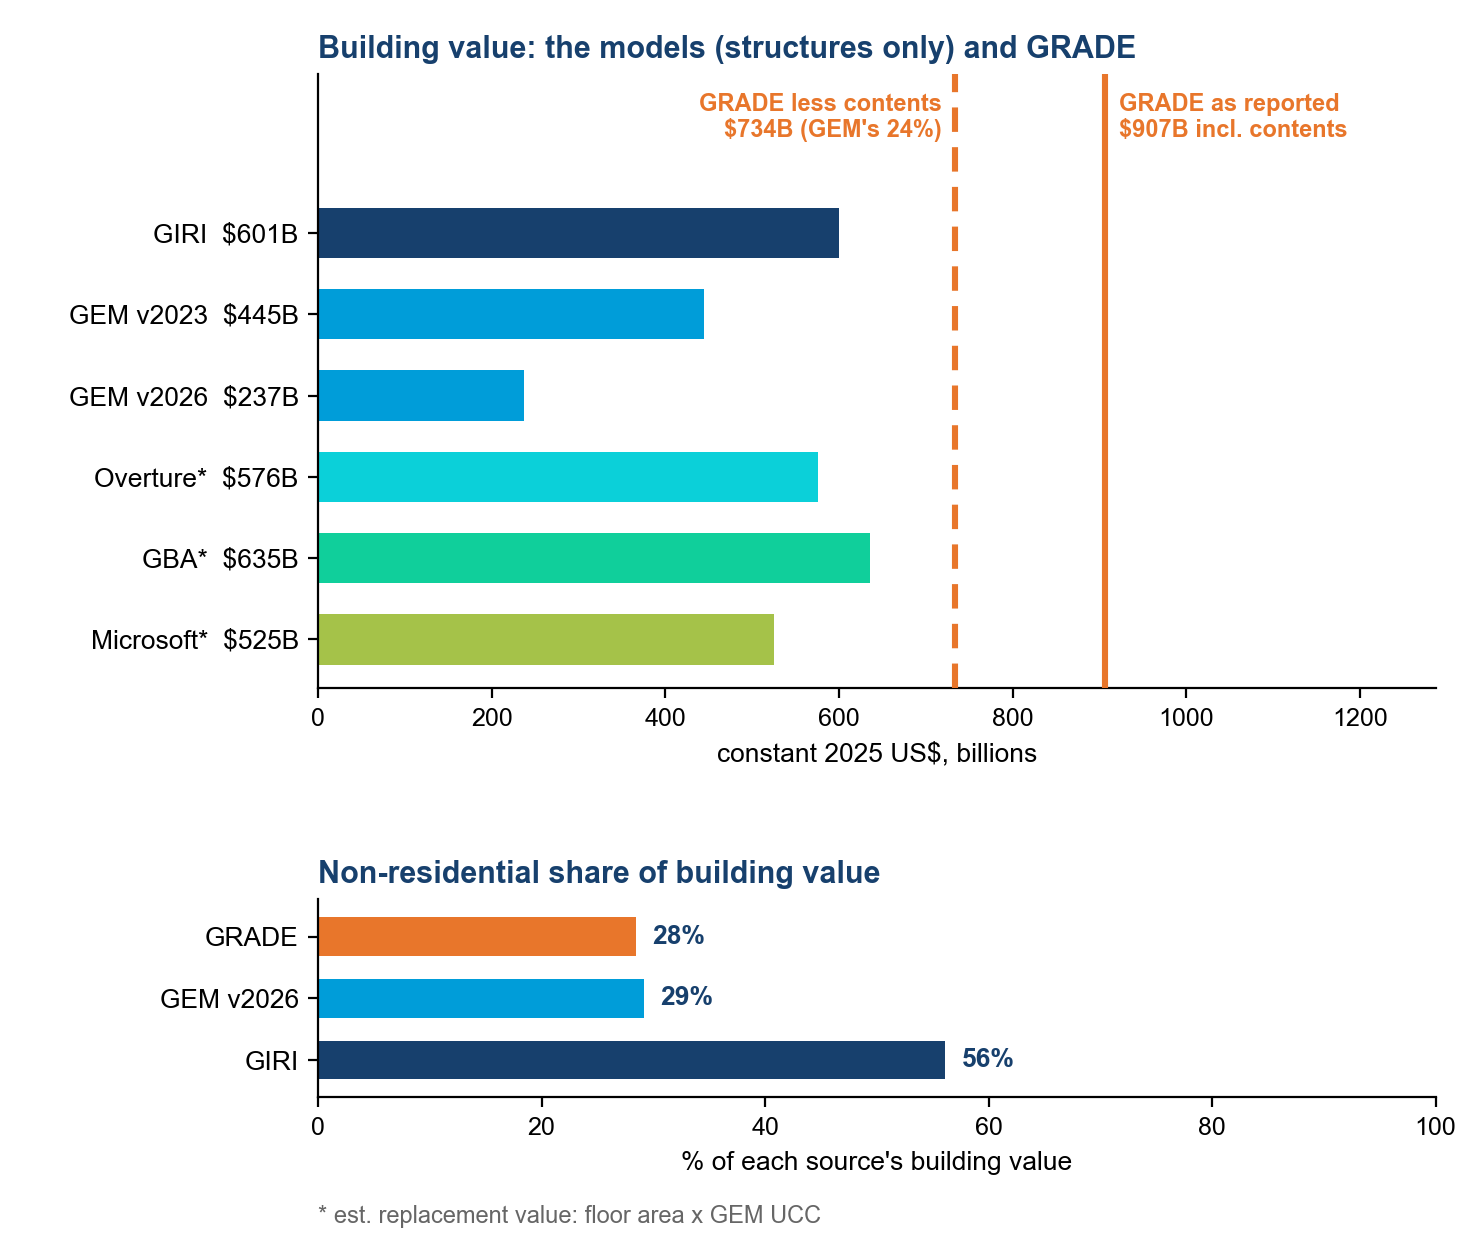 Building value: the models (structures only) and GRADE
GRADE less contents
$734B (GEM's 24%)
GRADE as reported
$907B incl. contents
GIRI $601B
GEM v2023 $445B
GEM v2026 $237B
Overture* $576B
GBA* $635B
Microsoft* $525B
0 200 400 600 800 1000 1200
constant 2025 US$, billions
Non-residential share of building value
GRADE 28%
GEM v2026 29%
GIRI 56%
0 20 40 60 80 100
% of each source's building value
* est. replacement value: floor area x GEM UCC